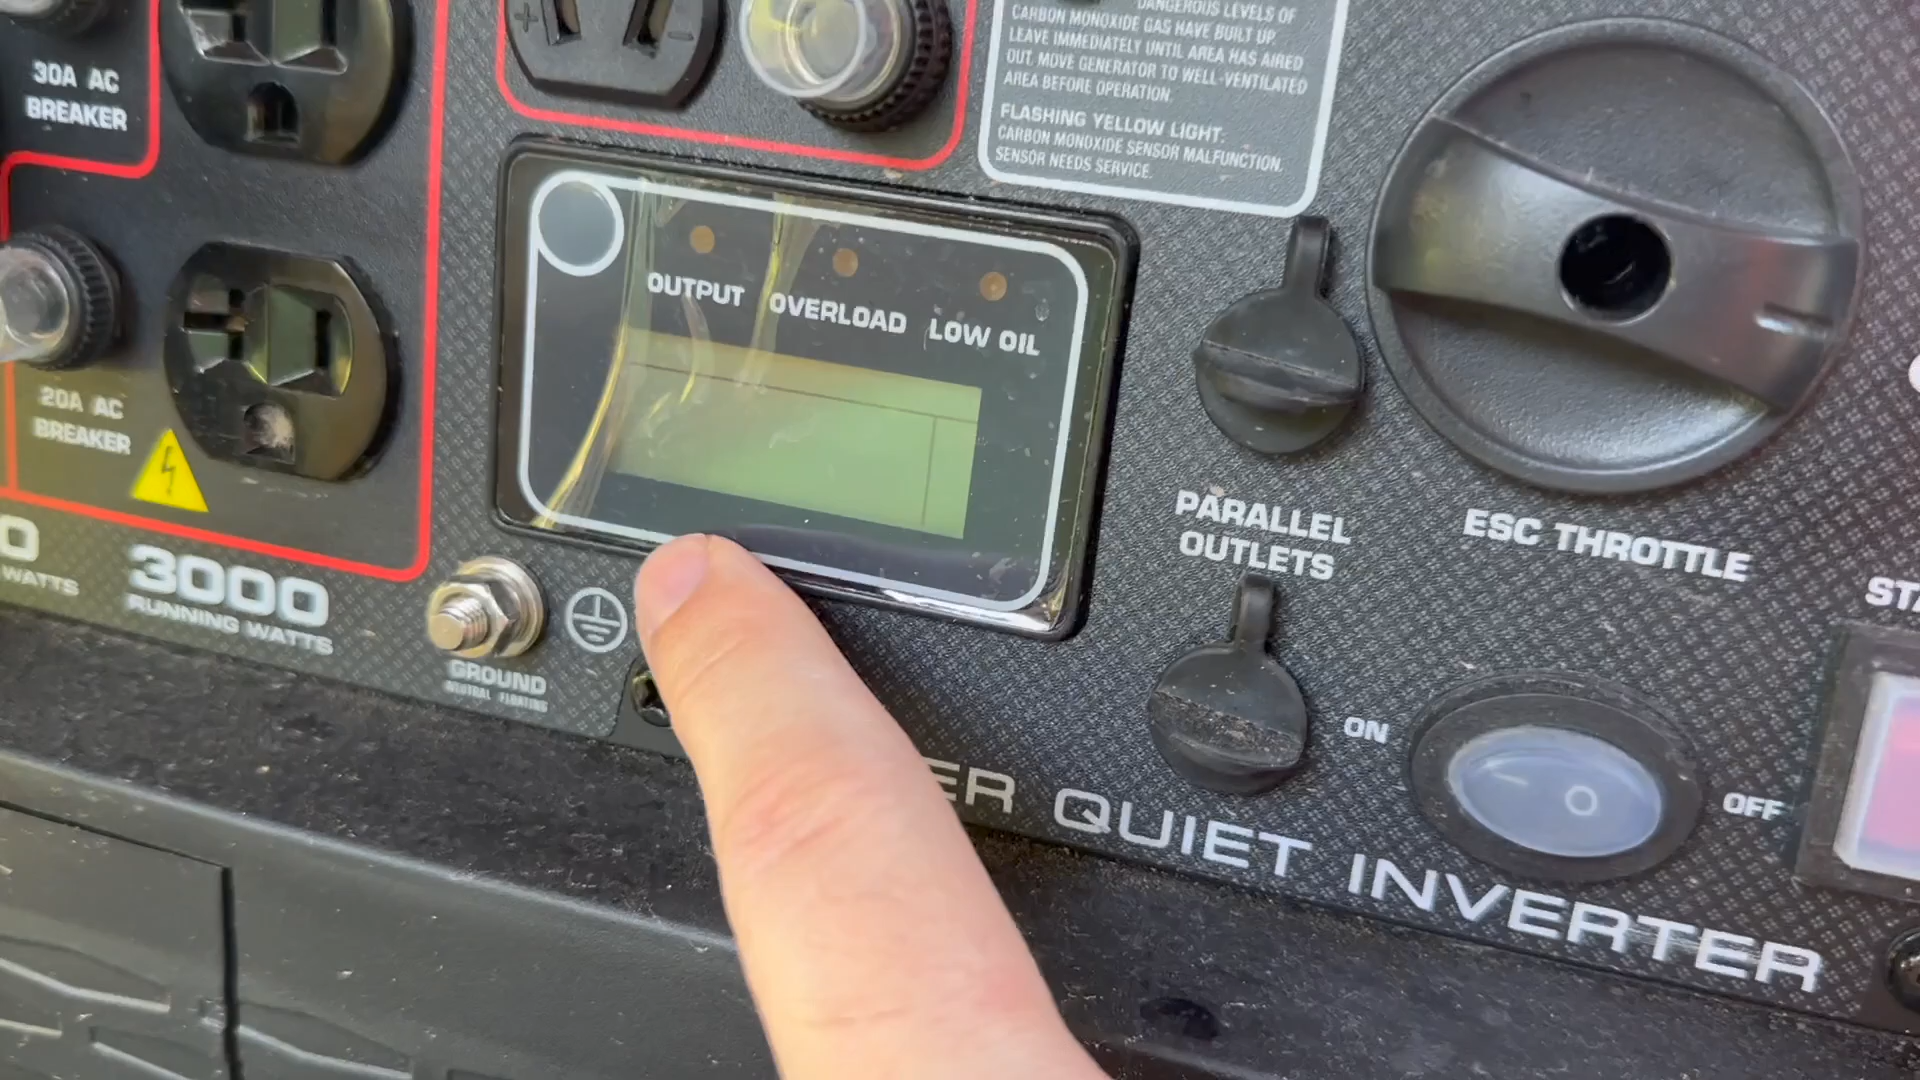 30A AC
BREAKER
+
-
DANGEROUS LEVELS OF
CARBON MONOXIDE GAS HAVE BUILT UP.
LEAVE IMMEDIATELY UNTIL AREA HAS AIRED
OUT. MOVE GENERATOR TO WELL-VENTILATED
AREA BEFORE OPERATION.
FLASHING YELLOW LIGHT:
CARBON MONOXIDE SENSOR MALFUNCTION.
SENSOR NEEDS SERVICE.
OUTPUT
OVERLOAD
LOW OIL
20A AC
BREAKER
0
WATTS
3000
RUNNING WATTS
GROUND
NEUTRAL FLOATING
PARALLEL
OUTLETS
ESC THROTTLE
STA
ON
OFF
ER QUIET INVERTER